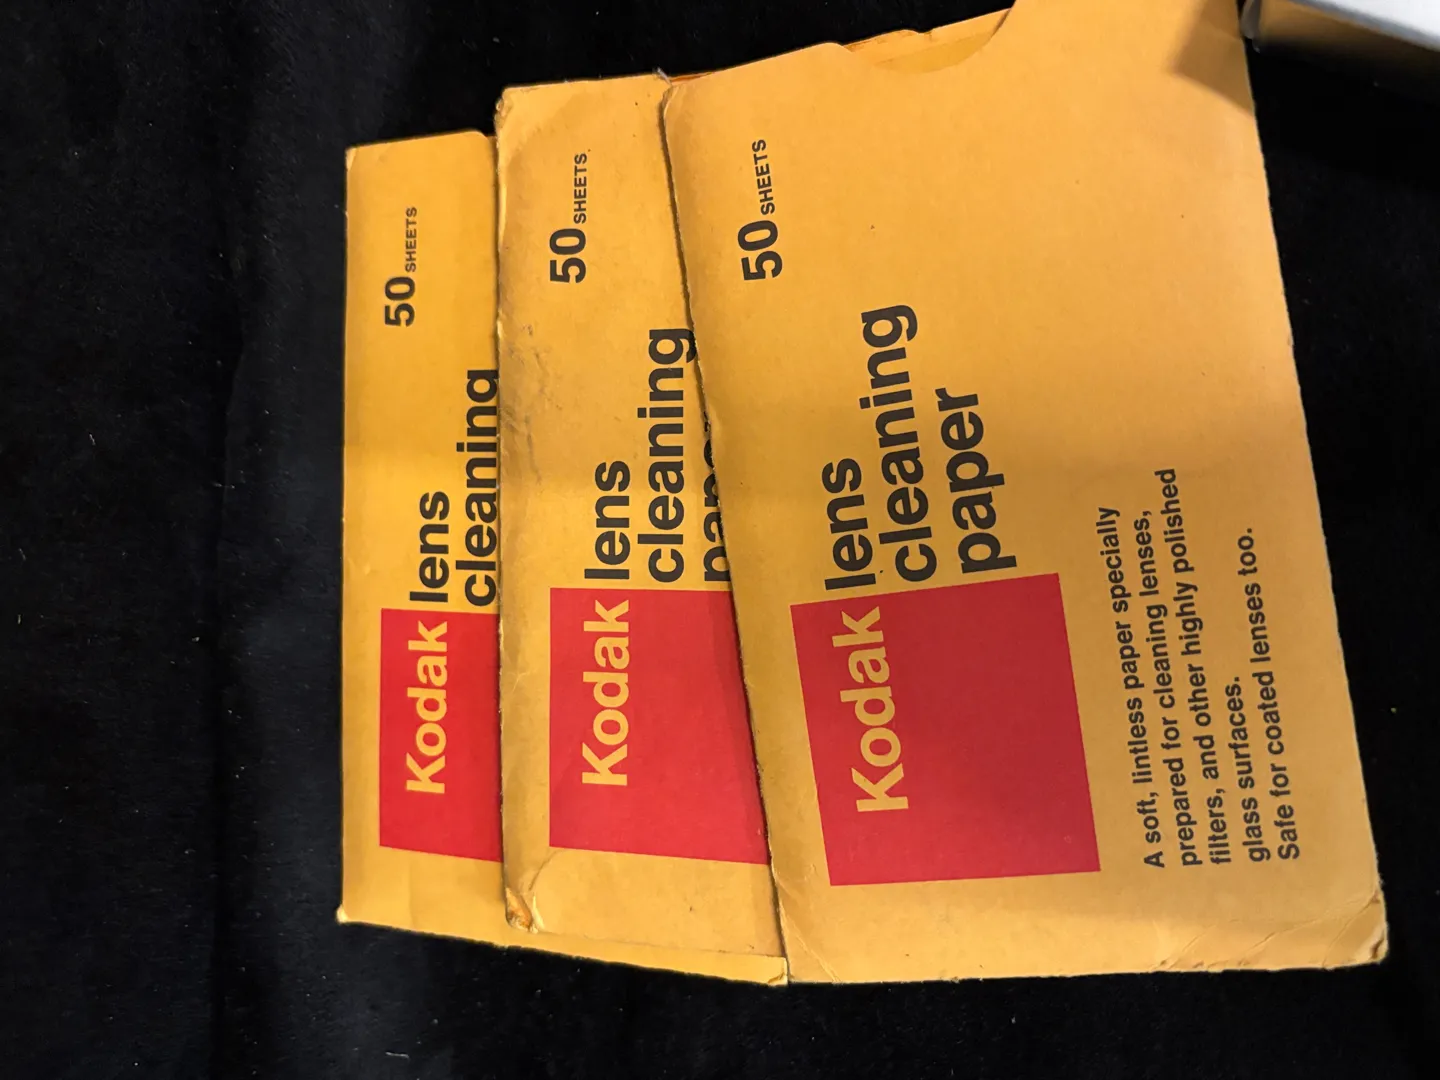 50 SHEETS
Kodak lens
cleaning
50 SHEETS
Kodak lens
cleaning
50 SHEETS
Kodak lens
cleaning
paper
A soft, lintless paper specially
prepared for cleaning lenses,
filters, and other highly polished
glass surfaces.
Safe for coated lenses too.